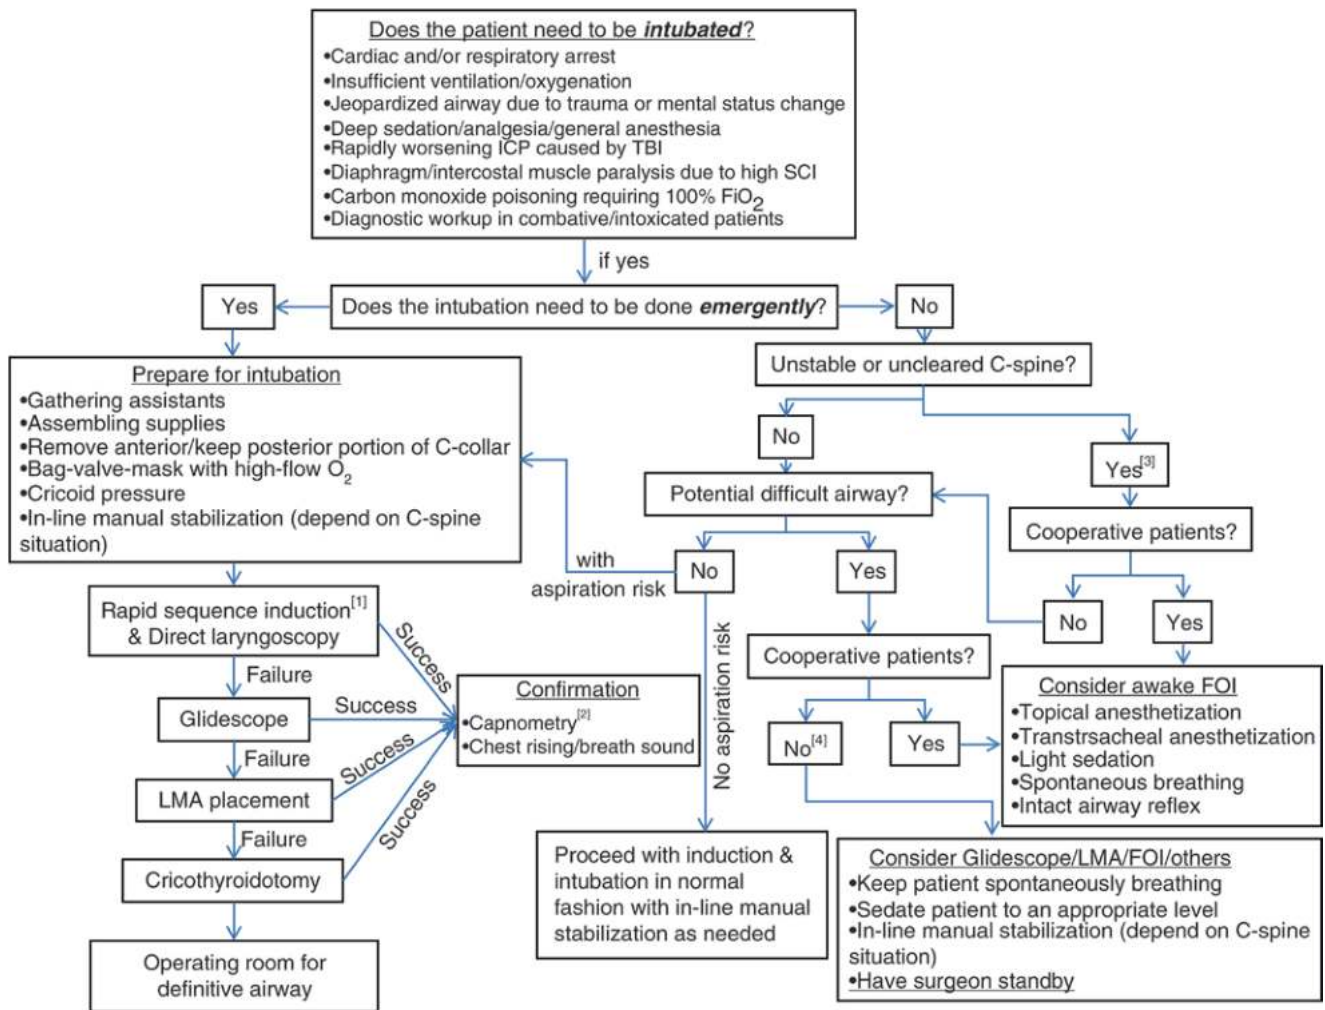 Does the patient need to be intubated?
•Cardiac and/or respiratory arrest
•Insufficient ventilation/oxygenation
•Jeopardized airway due to trauma or mental status change
•Deep sedation/analgesia/general anesthesia
•Rapidly worsening ICP caused by TBI
•Diaphragm/intercostal muscle paralysis due to high SCI
•Carbon monoxide poisoning requiring 100% FiO2
•Diagnostic workup in combative/intoxicated patients
if yes
Yes
Does the intubation need to be done emergently?
No
Prepare for intubation
•Gathering assistants
•Assembling supplies
•Remove anterior/keep posterior portion of C-collar
•Bag-valve-mask with high-flow O2
•Cricoid pressure
•In-line manual stabilization (depend on C-spine
situation)
Unstable or uncleared C-spine?
No
Yes[3]
Potential difficult airway?
Cooperative patients?
with
aspiration risk
No
Yes
No
Yes
Rapid sequence induction[1]
& Direct laryngoscopy
Success
Failure
Glidescope
Success
Failure
Success
LMA placement
Failure
Success
Cricothyroidotomy
Operating room for
definitive airway
Confirmation
•Capnometry[2]
•Chest rising/breath sound
No aspiration risk
Cooperative patients?
No[4]
Yes
Consider awake FOI
•Topical anesthetization
•Transtrsacheal anesthetization
•Light sedation
•Spontaneous breathing
•Intact airway reflex
Proceed with induction &
intubation in normal
fashion with in-line manual
stabilization as needed
Consider Glidescope/LMA/FOI/others
•Keep patient spontaneously breathing
•Sedate patient to an appropriate level
•In-line manual stabilization (depend on C-spine
situation)
•Have surgeon standby